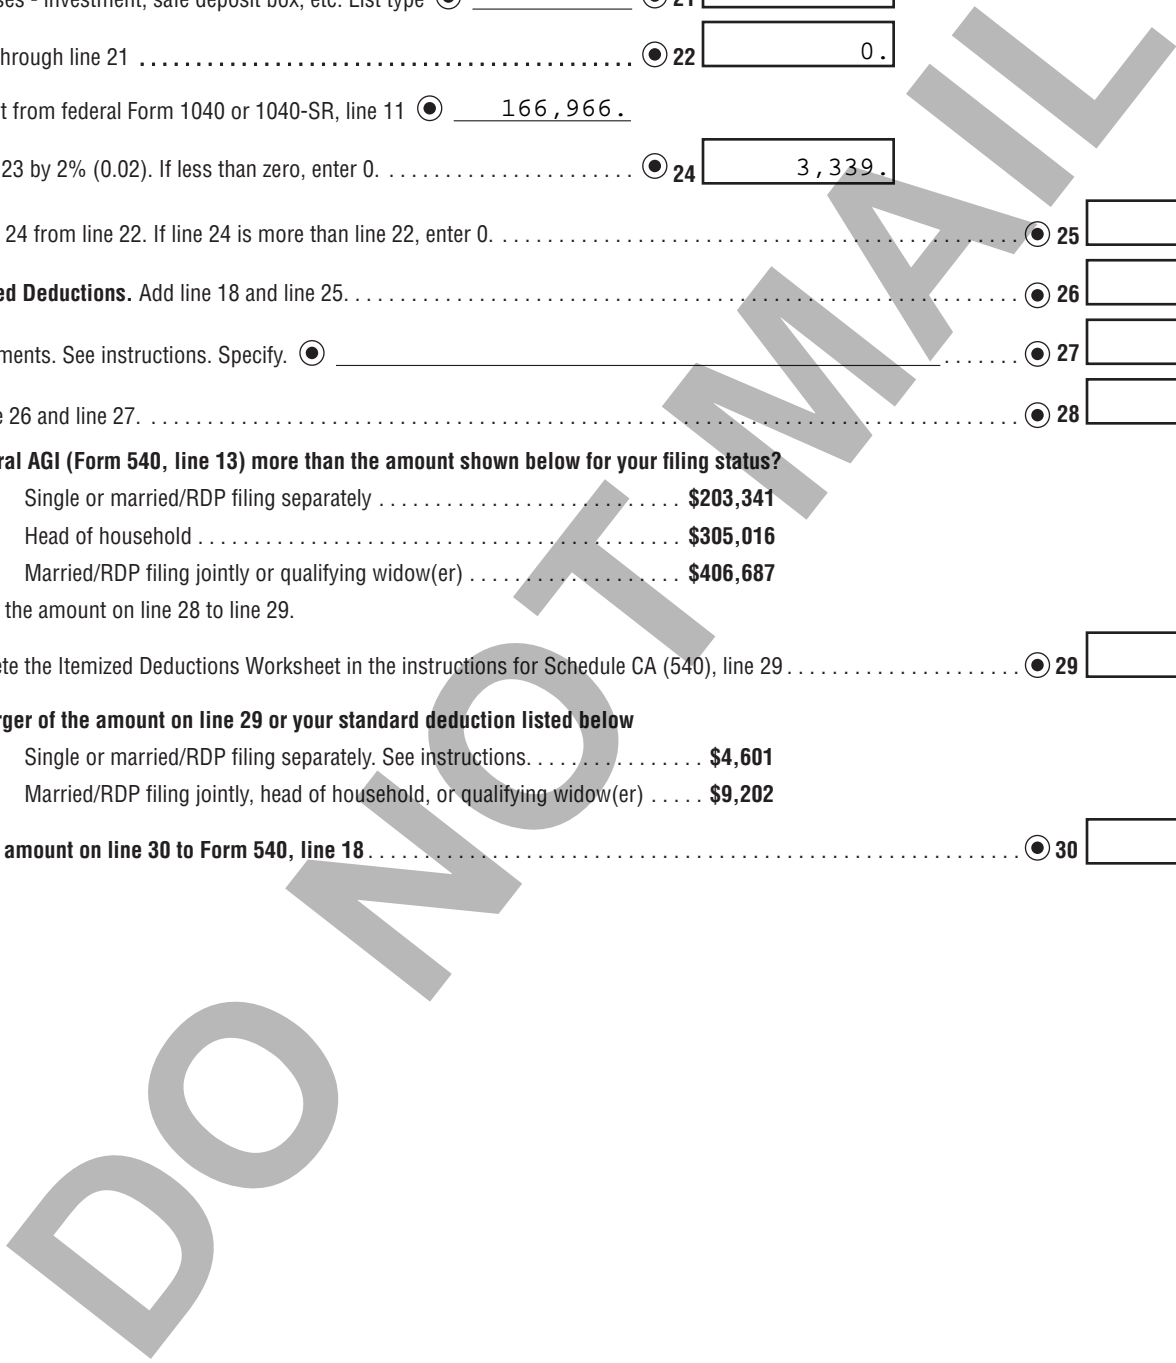 ses - investment, safe deposit box, etc. List type ________ 21
hrough line 21 ............................................ 22 0.
t from federal Form 1040 or 1040-SR, line 11 166,966.
23 by 2% (0.02). If less than zero, enter 0. ...................... 24 3,339.
24 from line 22. If line 24 is more than line 22, enter 0. ............................................ 25
ed Deductions. Add line 18 and line 25. ............................................ 26
ments. See instructions. Specify. ________ ....... 27
e 26 and line 27. ............................................ 28
ral AGI (Form 540, line 13) more than the amount shown below for your filing status?
Single or married/RDP filing separately .......................... $203,341
Head of household .......................................... $305,016
Married/RDP filing jointly or qualifying widow(er) .................. $406,687
the amount on line 28 to line 29.
ete the Itemized Deductions Worksheet in the instructions for Schedule CA (540), line 29 .................... 29
rger of the amount on line 29 or your standard deduction listed below
Single or married/RDP filing separately. See instructions. ............... $4,601
Married/RDP filing jointly, head of household, or qualifying widow(er) ..... $9,202
amount on line 30 to Form 540, line 18 ............................................ 30
DO NOT MAIL